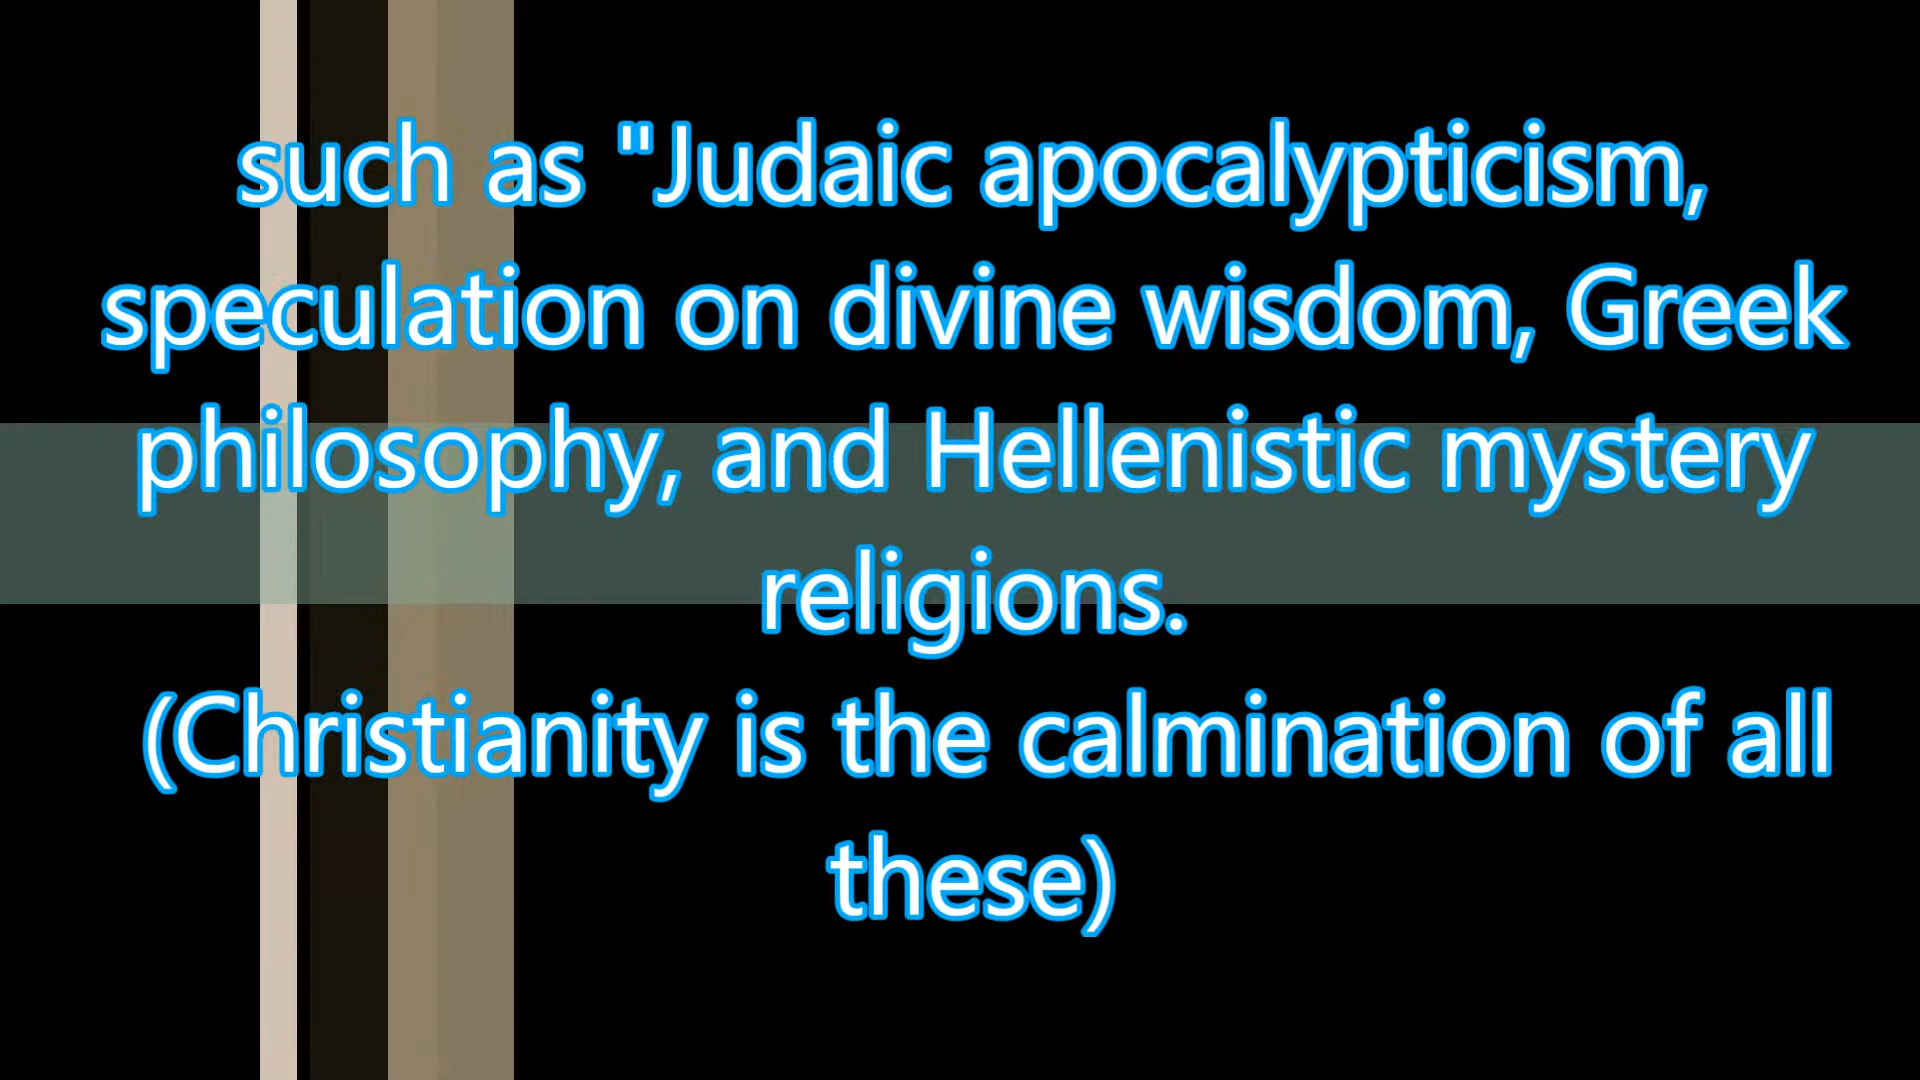 such as "Judaic apocalypticism,
speculation on divine wisdom, Greek
philosophy, and Hellenistic mystery
religions.
(Christianity is the calmination of all
these)